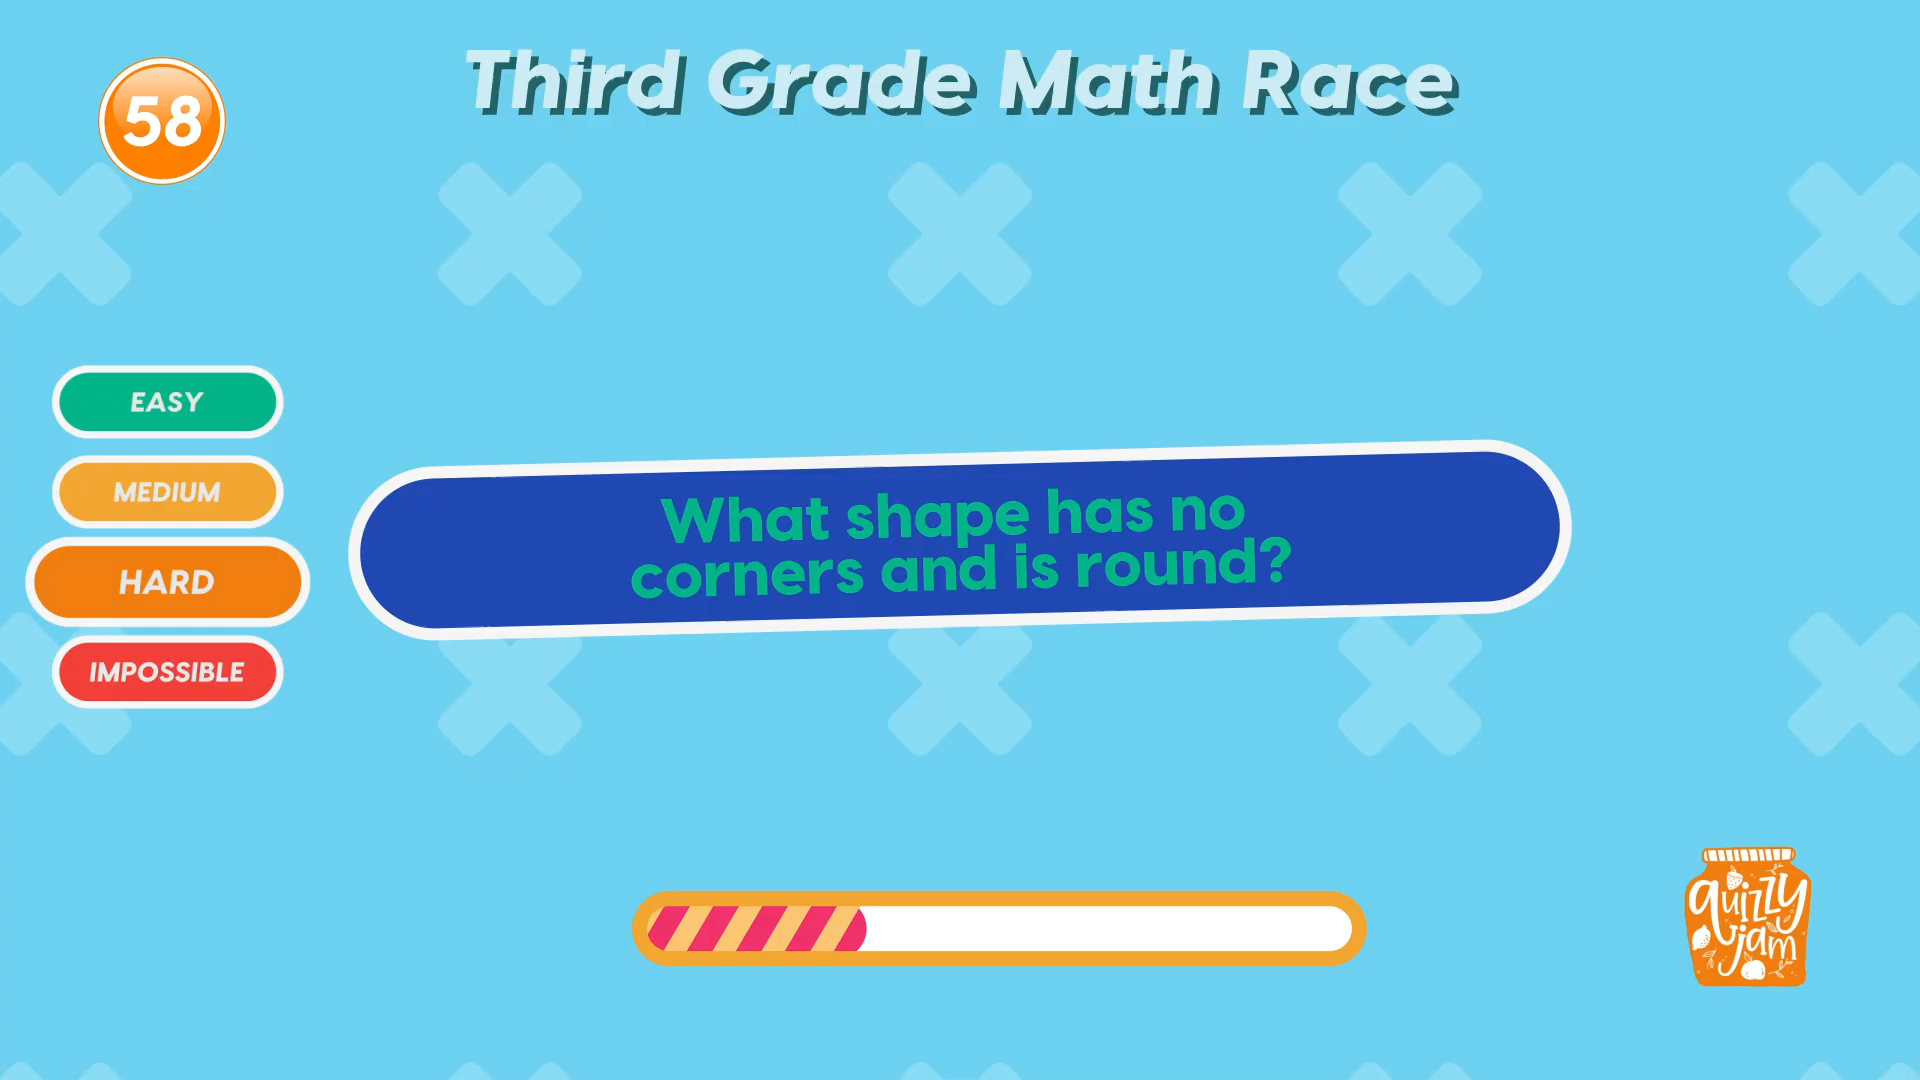 Third Grade Math Race
58
EASY
MEDIUM
HARD
IMPOSSIBLE
What shape has no
corners and is round?
quizzy
jam